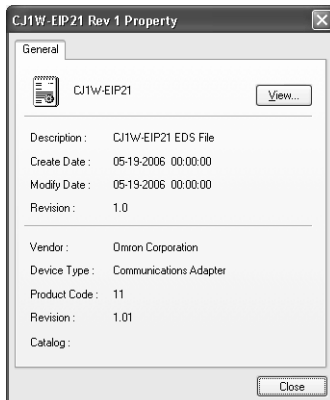 CJ1W-EIP21 Rev 1 Property
General
CJ1W-EIP21
View...
Description : CJ1W-EIP21 EDS File
Create Date : 05-19-2006 00:00:00
Modify Date : 05-19-2006 00:00:00
Revision : 1.0
Vendor : Omron Corporation
Device Type : Communications Adapter
Product Code : 11
Revision : 1.01
Catalog :
Close